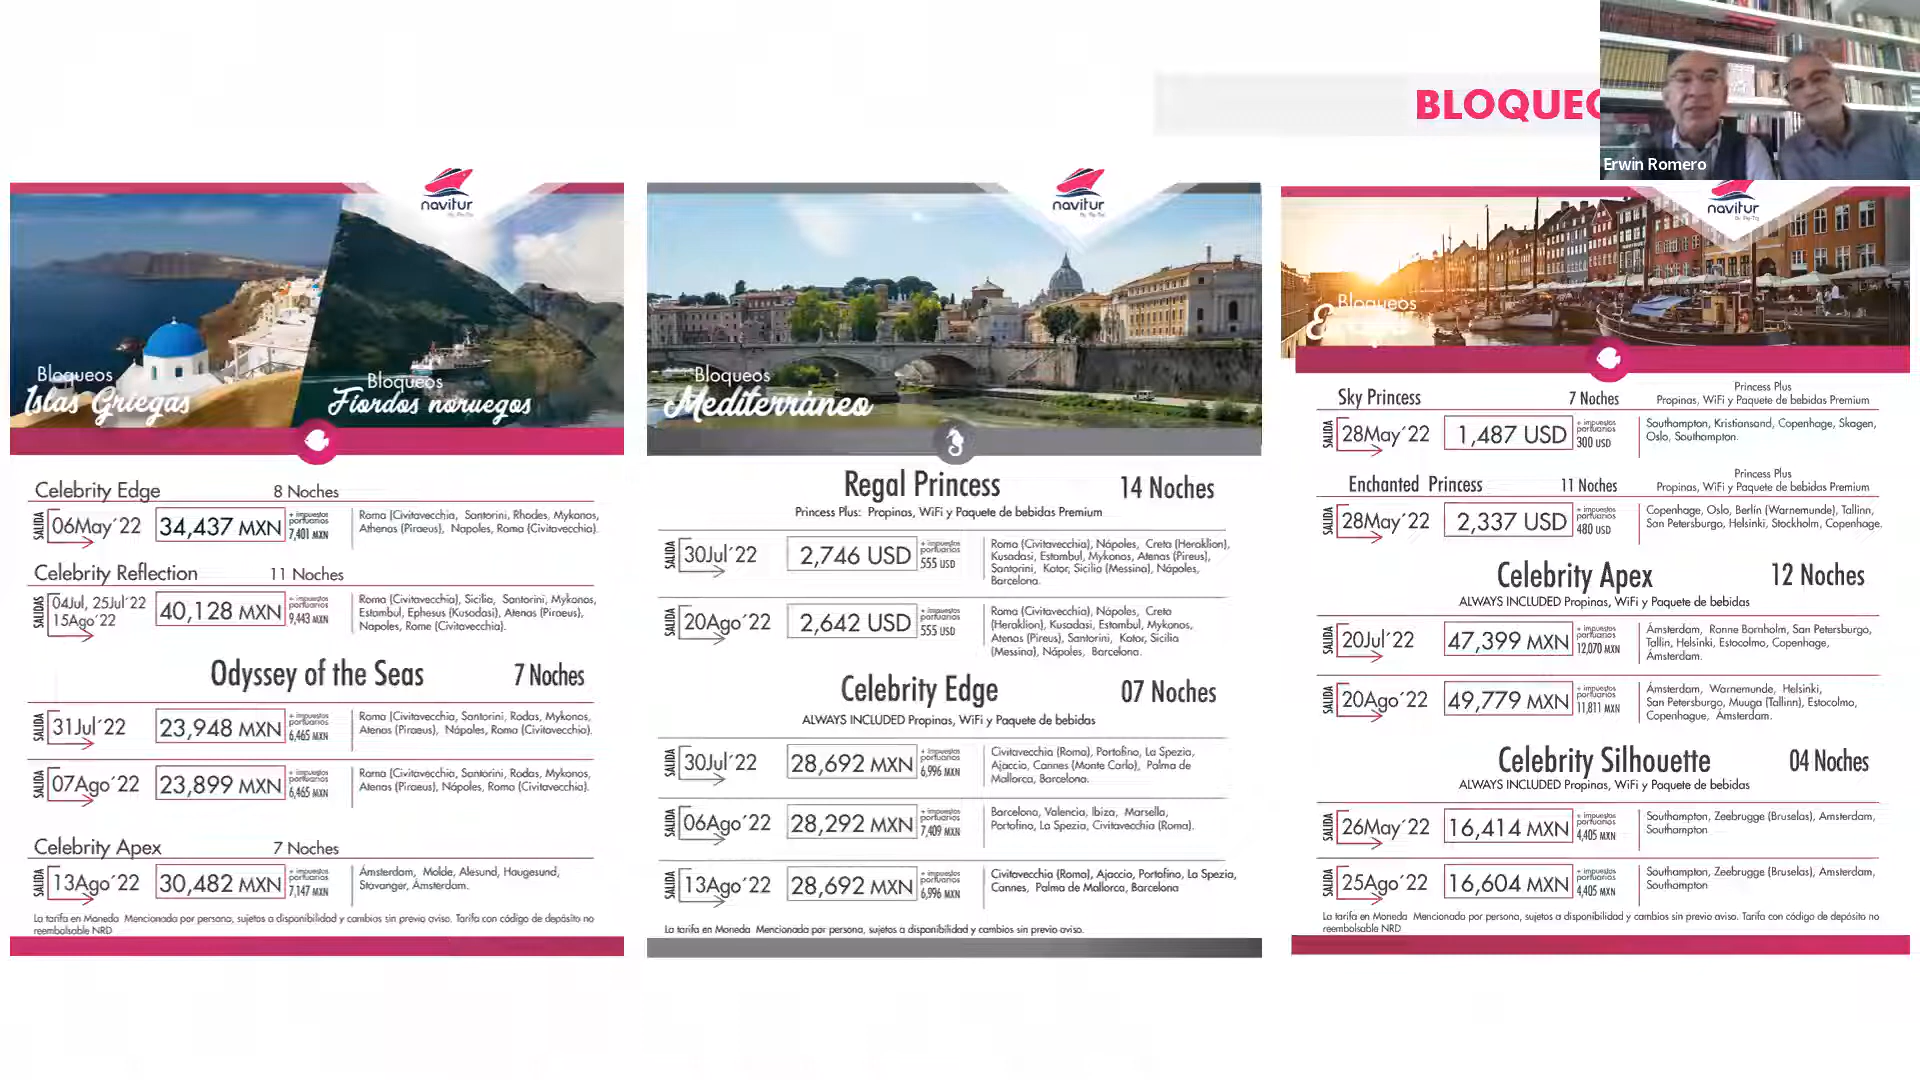 BLOQUEO
Erwin Romero
navitur
Bloqueos
Islas Griegas
Bloqueos
Fiordos noruegos
Celebrity Edge 8 Noches
SALIDA 06May´22 34,437 MXN + impuestos portuarios 7,401 MXN
Roma (Civitavecchia, Santorini, Rhodes, Mykonos,
Athenas (Piraeus), Napoles, Roma (Civitavecchia).
Celebrity Reflection 11 Noches
SALIDAS 04Jul, 25Jul´22 15Ago´22 40,128 MXN + impuestos portuarios 9,443 MXN
Roma (Civitavecchia), Sicilia, Santorini, Mykonos,
Estambul, Ephesus (Kusadasi), Atenas (Piraeus),
Napoles, Rome (Civitavecchia).
Odyssey of the Seas 7 Noches
SALIDA 31Jul´22 23,948 MXN + impuestos portuarios 6,465 MXN
Roma (Civitavecchia, Santorini, Rodas, Mykonos,
Atenas (Piraeus), Nápoles, Roma (Civitavecchia).
SALIDA 07Ago´22 23,899 MXN + impuestos portuarios 6,465 MXN
Roma (Civitavecchia, Santorini, Rodas, Mykonos,
Atenas (Piraeus), Nápoles, Roma (Civitavecchia).
Celebrity Apex 7 Noches
SALIDA 13Ago´22 30,482 MXN + impuestos portuarios 7,147 MXN
Ámsterdam, Molde, Alesund, Haugesund,
Stavanger, Ámsterdam.
La tarifa en Moneda Mencionada por persona, sujetos a disponibilidad y cambios sin previo aviso. Tarifa con código de depósito no
reembolsable NRD
navitur
Bloqueos
Mediterráneo
Regal Princess 14 Noches
Princess Plus: Propinas, WiFi y Paquete de bebidas Premium
SALIDA 30Jul´22 2,746 USD + impuestos portuarios 555 USD
Roma (Civitavecchia), Nápoles, Creta (Heraklion),
Kusadasi, Estambul, Mykonos, Atenas (Pireus),
Santorini, Kotor, Sicilia (Messina), Nápoles,
Barcelona.
SALIDA 20Ago´22 2,642 USD + impuestos portuarios 555 USD
Roma (Civitavecchia), Nápoles, Creta
(Heraklion), Kusadasi, Estambul, Mykonos,
Atenas (Pireus), Santorini, Kotor, Sicilia
(Messina), Nápoles, Barcelona.
Celebrity Edge 07 Noches
ALWAYS INCLUDED Propinas, WiFi y Paquete de bebidas
SALIDA 30Jul´22 28,692 MXN + impuestos portuarios 6,996 MXN
Civitavecchia (Roma), Portofino, La Spezia,
Ajaccio, Cannes (Monte Carlo), Palma de
Mallorca, Barcelona.
SALIDA 06Ago´22 28,292 MXN + impuestos portuarios 7,409 MXN
Barcelona, Valencia, Ibiza, Marsella,
Portofino, La Spezia, Civitavecchia (Roma).
SALIDA 13Ago´22 28,692 MXN + impuestos portuarios 6,996 MXN
Civitavecchia (Roma), Ajaccio, Portofino, La Spezia,
Cannes, Palma de Mallorca, Barcelona
La tarifa en Moneda Mencionada por persona, sujetos a disponibilidad y cambios sin previo aviso.
navitur
Bloqueos
Sky Princess 7 Noches
Princess Plus
Propinas, WiFi y Paquete de bebidas Premium
SALIDA 28May´22 1,487 USD + impuestos portuarios 300 USD
Southampton, Kristiansand, Copenhage, Skagen,
Oslo, Southampton.
Enchanted Princess 11 Noches
Princess Plus
Propinas, WiFi y Paquete de bebidas Premium
SALIDA 28May´22 2,337 USD + impuestos portuarios 480 USD
Copenhage, Oslo, Berlín (Warnemunde), Tallinn,
San Petersburgo, Helsinki, Stockholm, Copenhage.
Celebrity Apex 12 Noches
ALWAYS INCLUDED Propinas, WiFi y Paquete de bebidas
SALIDA 20Jul´22 47,399 MXN + impuestos portuarios 12,070 MXN
Ámsterdam, Ronne Bornholm, San Petersburgo,
Tallin, Helsinki, Estocolmo, Copenhage,
Ámsterdam.
SALIDA 20Ago´22 49,779 MXN + impuestos portuarios 11,811 MXN
Ámsterdam, Warnemunde, Helsinki,
San Petersburgo, Muuga (Tallinn), Estocolmo,
Copenhague, Ámsterdam.
Celebrity Silhouette 04 Noches
ALWAYS INCLUDED Propinas, WiFi y Paquete de bebidas
SALIDA 26May´22 16,414 MXN + impuestos portuarios 4,405 MXN
Southampton, Zeebrugge (Bruselas), Amsterdam,
Southampton
SALIDA 25Ago´22 16,604 MXN + impuestos portuarios 4,405 MXN
Southampton, Zeebrugge (Bruselas), Amsterdam,
Southampton
La tarifa en Moneda Mencionada por persona, sujetos a disponibilidad y cambios sin previo aviso. Tarifa con código de depósito no
reembolsable NRD